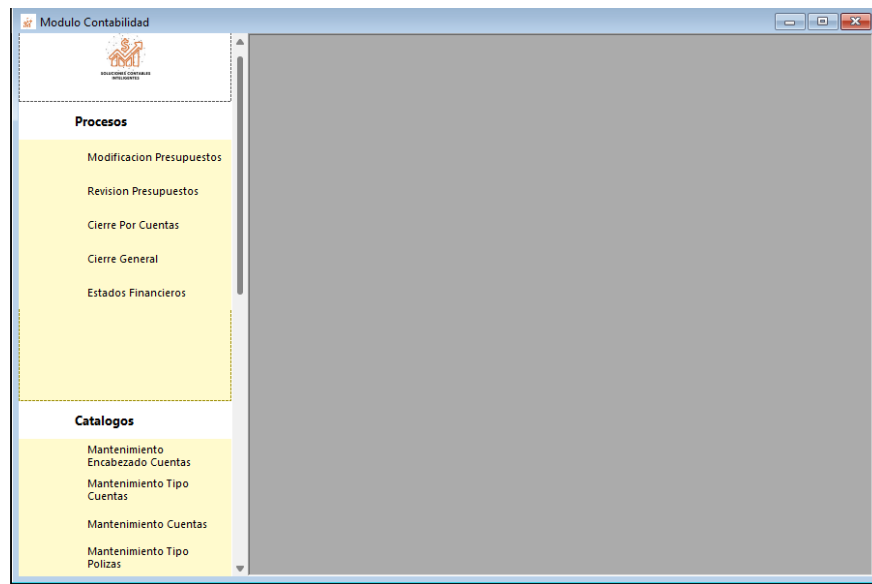 Modulo Contabilidad
SOLUCIONES CONTABLES
INTELIGENTES
Procesos
Modificacion Presupuestos
Revision Presupuestos
Cierre Por Cuentas
Cierre General
Estados Financieros
Catalogos
Mantenimiento
Encabezado Cuentas
Mantenimiento Tipo
Cuentas
Mantenimiento Cuentas
Mantenimiento Tipo
Polizas